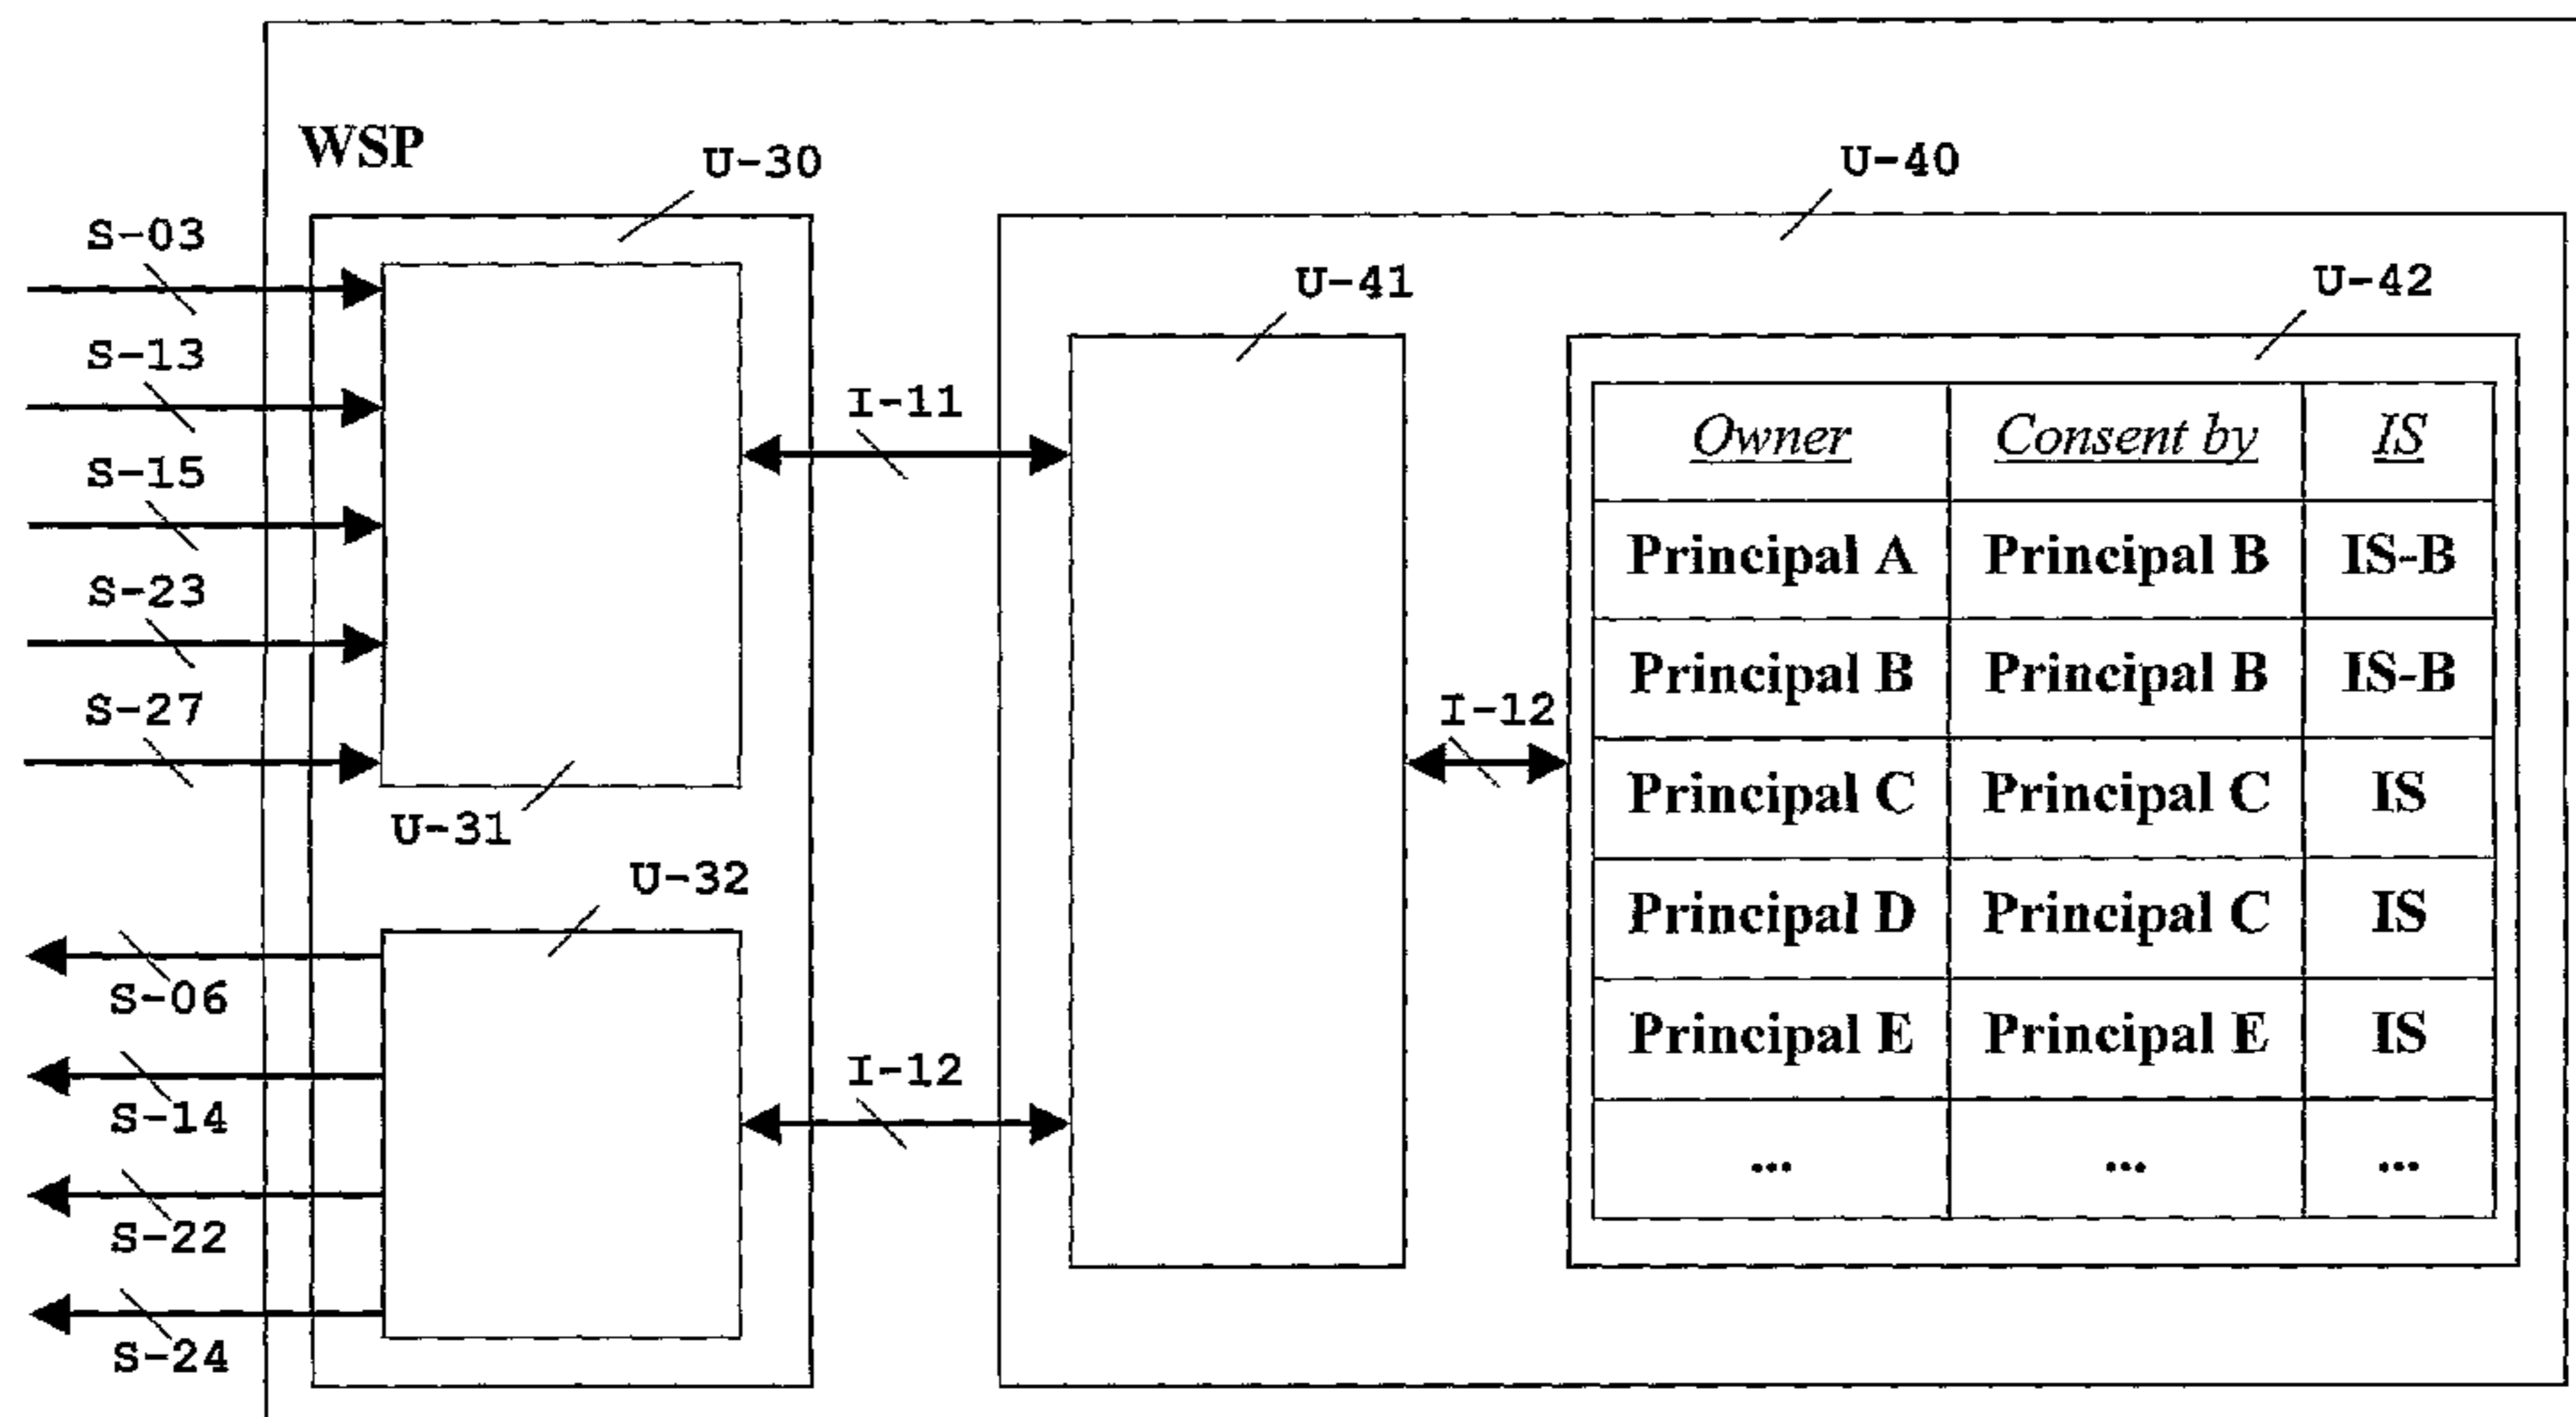 WSP
U-30
U-40
S-03
U-41
U-42
S-13
I-11
Owner Consent by IS
S-15
Principal A Principal B IS-B
S-23
Principal B Principal B IS-B
S-27
I-12
Principal C Principal C IS
U-31
U-32
Principal D Principal C IS
S-06
Principal E Principal E IS
I-12
S-14
... ... ...
S-22
S-24